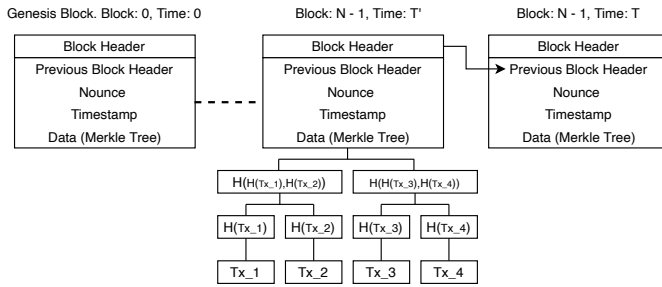 Genesis Block. Block: 0, Time: 0
Block Header
Previous Block Header
Nounce
Timestamp
Data (Merkle Tree)
Block: N - 1, Time: T'
Block Header
Previous Block Header
Nounce
Timestamp
Data (Merkle Tree)
Block: N - 1, Time: T
Block Header
Previous Block Header
Nounce
Timestamp
Data (Merkle Tree)
H(H(Tx_1),H(Tx_2)) H(H(Tx_3),H(Tx_4))
H(Tx_1) H(Tx_2) H(Tx_3) H(Tx_4)
Tx_1 Tx_2 Tx_3 Tx_4